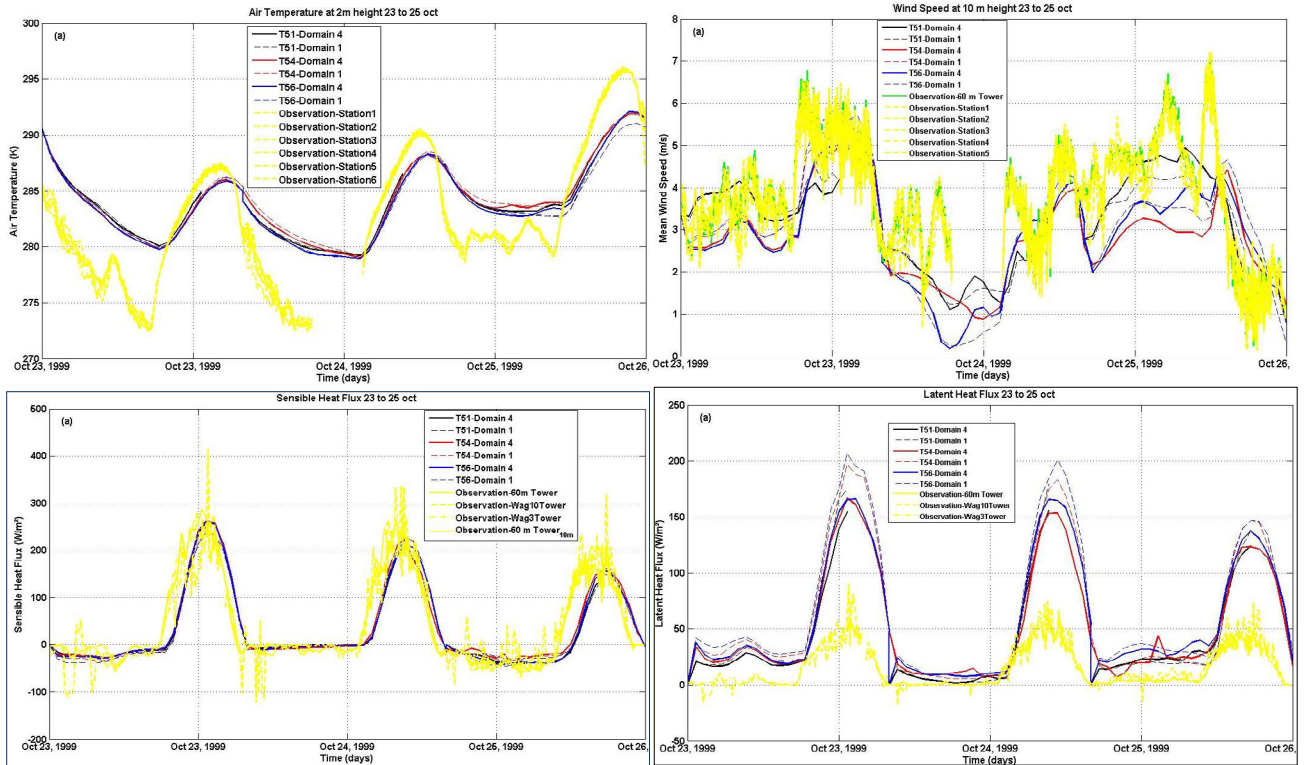 Air Temperature at 2m height 23 to 25 oct
300
295
290
285
280
275
270
Air Temperature (K)
(a)
T51-Domain 4
T51-Domain 1
T54-Domain 4
T54-Domain 1
T56-Domain 4
T56-Domain 1
Observation-Station1
Observation-Station2
Observation-Station3
Observation-Station4
Observation-Station5
Observation-Station6
Oct 23, 1999
Oct 23, 1999
Oct 24, 1999
Oct 25, 1999
Oct 26,
Time (days)
Wind Speed at 10 m height 23 to 25 oct
8
7
6
5
4
3
2
1
0
Mean Wind Speed (m/s)
(a)
T51-Domain 4
T51-Domain 1
T54-Domain 4
T54-Domain 1
T56-Domain 4
T56-Domain 1
Observation-60 m Tower
Observation-Station1
Observation-Station2
Observation-Station3
Observation-Station4
Observation-Station5
Oct 23, 1999
Oct 23, 1999
Oct 24, 1999
Oct 25, 1999
Oct 26,
Time (days)
Sensible Heat Flux 23 to 25 oct
600
400
300
200
100
0
-100
-200
Sensible Heat Flux (W/m²)
(a)
T51-Domain 4
T51-Domain 1
T54-Domain 4
T54-Domain 1
T56-Domain 4
T56-Domain 1
Observation-60m Tower
Observation-Wag10Tower
Observation-Wag3Tower
Observation-60 m Tower10m
Oct 23, 1999
Oct 23, 1999
Oct 24, 1999
Oct 25, 1999
Oct 26,
Time (days)
Latent Heat Flux 23 to 25 oct
250
200
150
100
50
0
-50
Latent Heat Flux (W/m²)
(a)
T51-Domain 4
T51-Domain 1
T54-Domain 4
T54-Domain 1
T56-Domain 4
T56-Domain 1
Observation-60m Tower
Observation-Wag10Tower
Observation-Wag3Tower
Oct 23, 1999
Oct 23, 1999
Oct 24, 1999
Oct 25, 1999
Oct 26,
Time (days)